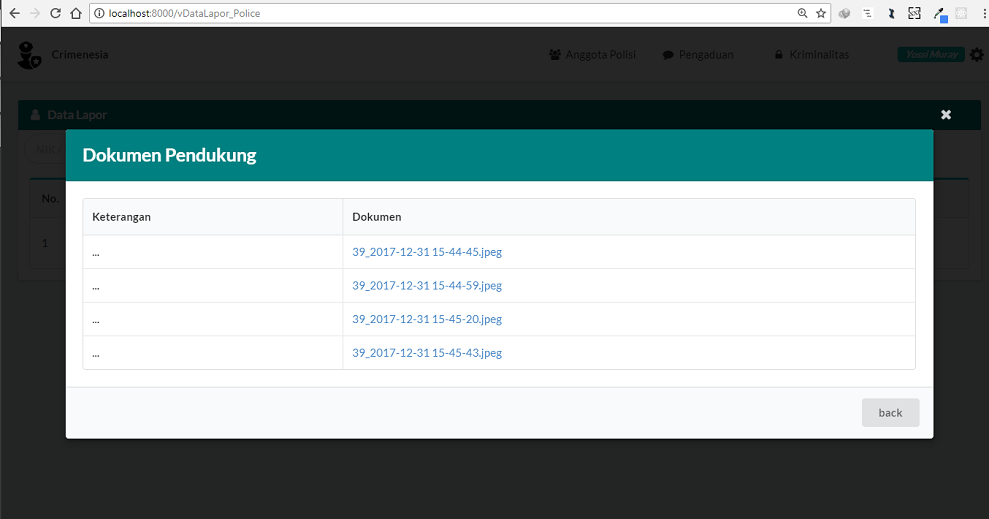 localhost:8000/vDataLapor_Police
Crimenesia
Anggota Polisi
Pengaduan
Kriminalitas
Yossi Moray
Data Lapor
Dokumen Pendukung
No.
Keterangan Dokumen
... 39_2017-12-31 15-44-45.jpeg
1
... 39_2017-12-31 15-44-59.jpeg
... 39_2017-12-31 15-45-20.jpeg
... 39_2017-12-31 15-45-43.jpeg
back